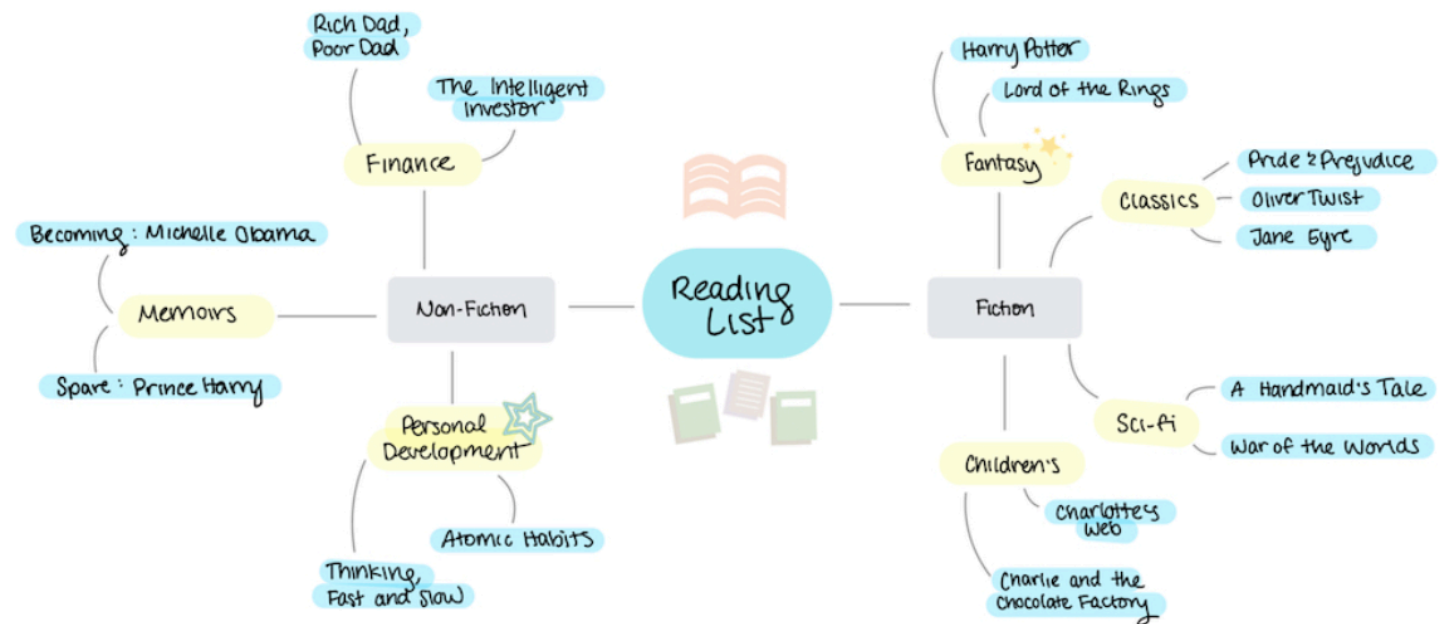 Reading
List
Non-Fiction
Finance
Rich Dad,
Poor Dad
The Intelligent
Investor
Memoirs
Becoming: Michelle Obama
Spare: Prince Harry
Personal
Development
Thinking,
Fast and Slow
Atomic Habits
Fiction
Fantasy
Harry Potter
Lord of the Rings
Classics
Pride & Prejudice
Oliver Twist
Jane Eyre
Sci-fi
A Handmaid's Tale
War of the Worlds
Children's
Charlotte's
Web
Charlie and the
Chocolate Factory